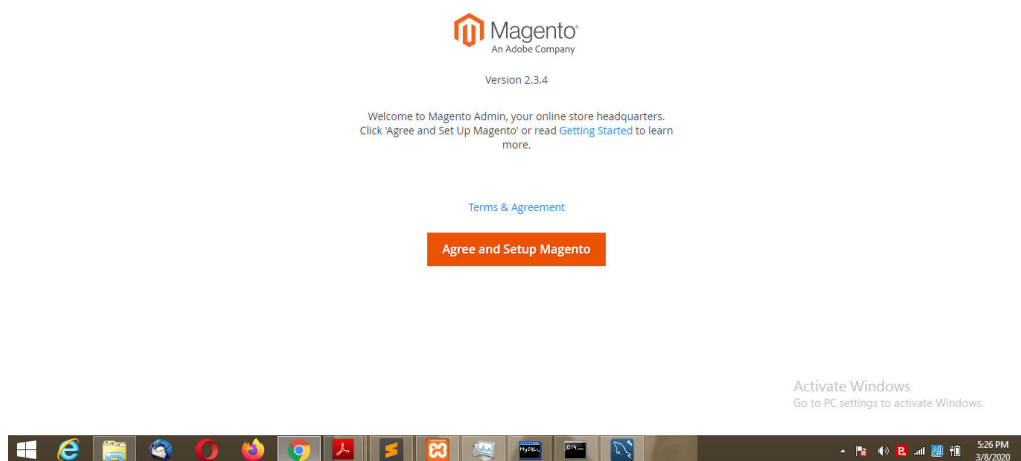 Magento®
An Adobe Company
Version 2.3.4
Welcome to Magento Admin, your online store headquarters.
Click 'Agree and Set Up Magento' or read Getting Started to learn
more.
Terms & Agreement
Agree and Setup Magento
Activate Windows
Go to PC settings to activate Windows.
5:26 PM
3/8/2020